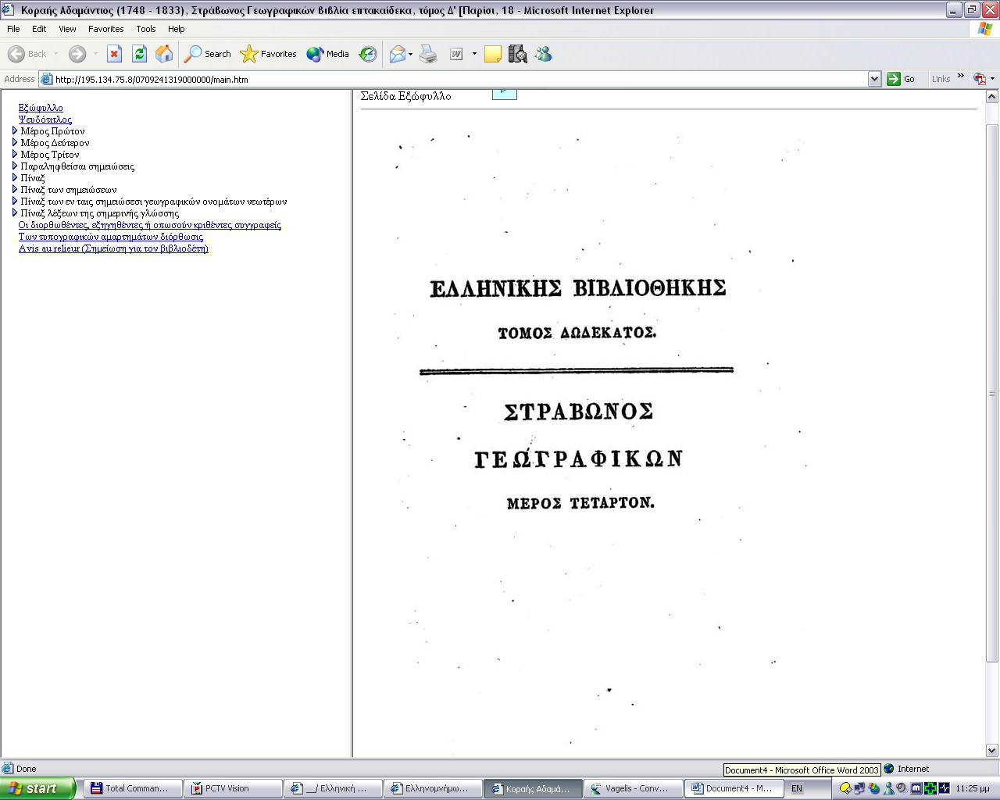 Κοραής Αδαμάντιος (1748 - 1833), Στράβωνος Γεωγραφικών βιβλία επτακαίδεκα, τόμος Δ' [Παρίσι, 18 - Microsoft Internet Explorer
File Edit View Favorites Tools Help
Back Search Favorites Media
Address http://195.134.75.8/0709241319000000/main.htm Go Links »
Εξώφυλλο
Ψευδότιτλος
Μέρος Πρώτον
Μέρος Δεύτερον
Μέρος Τρίτον
Παραληφθείσαι σημειώσεις
Πίναξ
Πίναξ των σημειώσεων
Πίναξ των εν ταις σημειώσεσι γεωγραφικών ονομάτων νεωτέρων
Πίναξ λέξεων της σημερινής γλώσσης
Οι διορθωθέντες, εξηγηθέντες ή οπωσούν κριθέντες συγγραφείς
Των τυπογραφικών αμαρτημάτων διόρθωσις
Avis au relieur (Σημείωση για τον βιβλιοδέτη)
Σελίδα Εξώφυλλο
ΕΛΛΗΝΙΚΗΣ ΒΙΒΛΙΟΘΗΚΗΣ
ΤΟΜΟΣ ΔΩΔΕΚΑΤΟΣ.
ΣΤΡΑΒΩΝΟΣ
ΓΕΩΓΡΑΦΙΚΩΝ
ΜΕΡΟΣ ΤΕΤΑΡΤΟΝ.
Done Document4 - Microsoft Office Word 2003 Internet
start Total Comman... PCTV Vision __/ Ελληνική ... Ελληνομνήμω... Κοραής Αδαμά... Vagelis - Conv... Document4 - M... EN 11:25 μμ